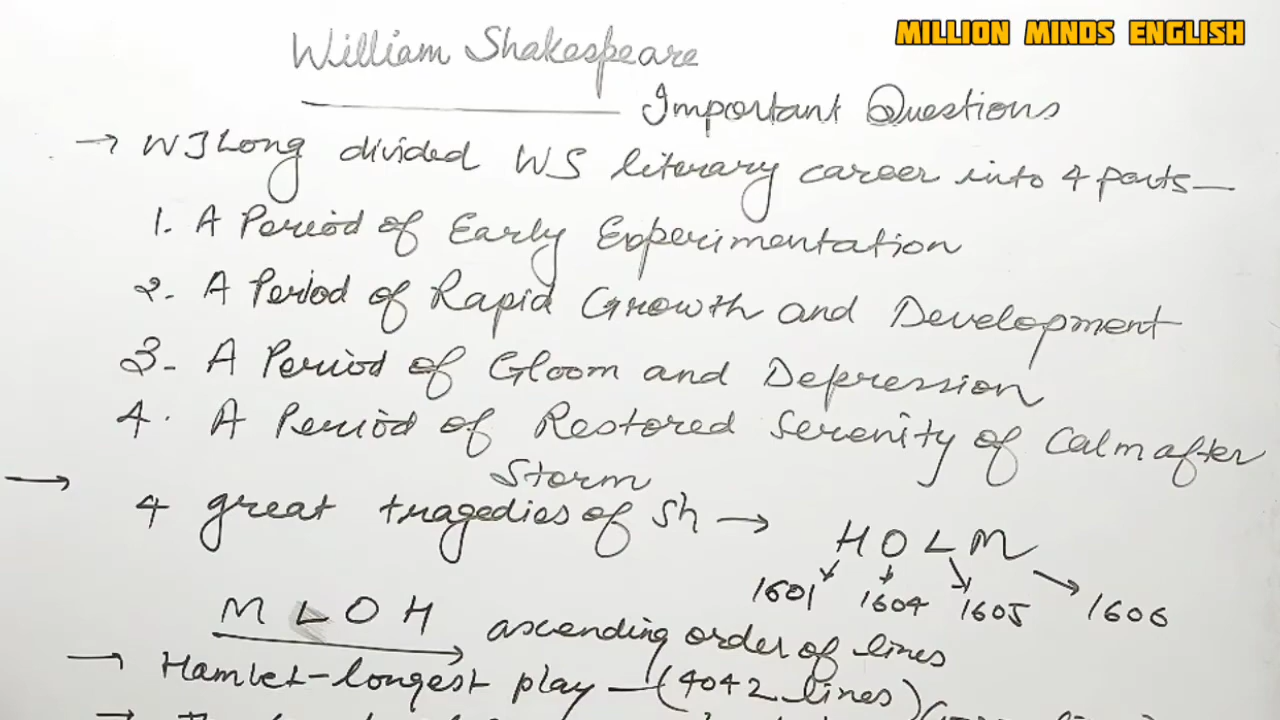 MILLION MINDS ENGLISH
William Shakespeare
Important Questions
→ WJ Long divided WS literary career into 4 parts—
1. A Period of Early Experimentation
2- A Period of Rapid Growth and Development
3- A Period of Gloom and Depression
4. A Period of Restored Serenity of Calm after
Storm
→ 4 great tragedies of Sh → H O L M
1601 1604 1605 1606
M L O H ascending order of lines
→ Hamlet-longest play —(4042 lines)